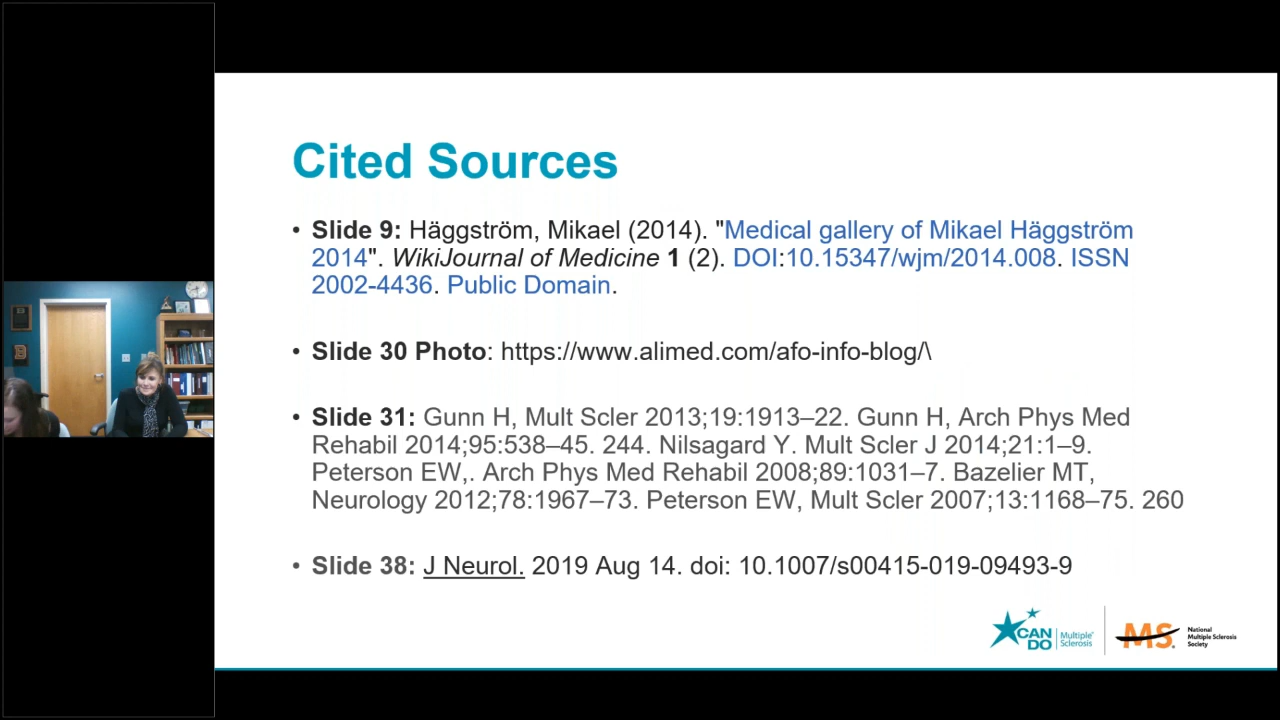 Cited Sources
• Slide 9: Häggström, Mikael (2014). "Medical gallery of Mikael Häggström
2014". WikiJournal of Medicine 1 (2). DOI:10.15347/wjm/2014.008. ISSN
2002-4436. Public Domain.
• Slide 30 Photo: https://www.alimed.com/afo-info-blog/\
• Slide 31: Gunn H, Mult Scler 2013;19:1913–22. Gunn H, Arch Phys Med
Rehabil 2014;95:538–45. 244. Nilsagard Y. Mult Scler J 2014;21:1–9.
Peterson EW,. Arch Phys Med Rehabil 2008;89:1031–7. Bazelier MT,
Neurology 2012;78:1967–73. Peterson EW, Mult Scler 2007;13:1168–75. 260
• Slide 38: J Neurol. 2019 Aug 14. doi: 10.1007/s00415-019-09493-9
CAN DO
Multiple Sclerosis
MS
National
Multiple Sclerosis
Society